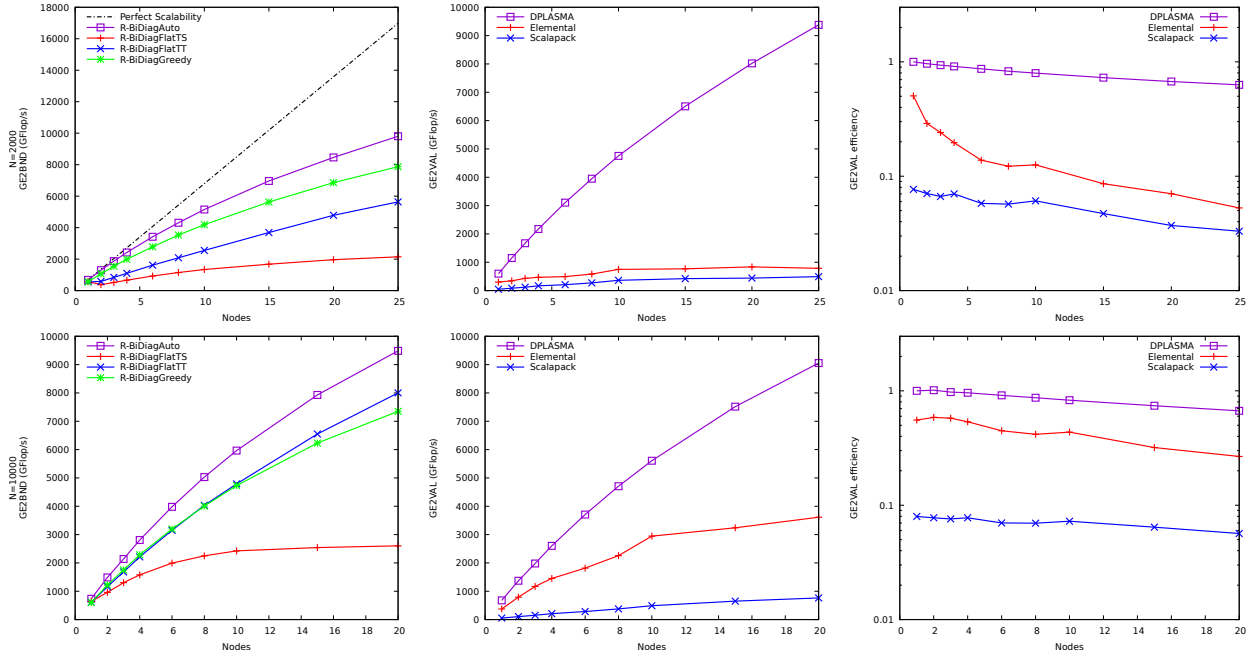 N=2000
GE2BND (GFlop/s)
18000
16000
14000
12000
10000
8000
6000
4000
2000
0
0 5 10 15 20 25
Nodes
Perfect Scalability
R-BiDiagAuto
R-BiDiagFlatTS
R-BiDiagFlatTT
R-BiDiagGreedy
GE2VAL (GFlop/s)
10000
9000
8000
7000
6000
5000
4000
3000
2000
1000
0
0 5 10 15 20 25
Nodes
DPLASMA
Elemental
Scalapack
GE2VAL efficiency
1
0.1
0.01
0 5 10 15 20 25
Nodes
DPLASMA
Elemental
Scalapack
N=10000
GE2BND (GFlop/s)
10000
9000
8000
7000
6000
5000
4000
3000
2000
1000
0
0 2 4 6 8 10 12 14 16 18 20
Nodes
R-BiDiagAuto
R-BiDiagFlatTS
R-BiDiagFlatTT
R-BiDiagGreedy
GE2VAL (GFlop/s)
10000
9000
8000
7000
6000
5000
4000
3000
2000
1000
0
0 2 4 6 8 10 12 14 16 18 20
Nodes
DPLASMA
Elemental
Scalapack
GE2VAL efficiency
1
0.1
0.01
0 2 4 6 8 10 12 14 16 18 20
Nodes
DPLASMA
Elemental
Scalapack